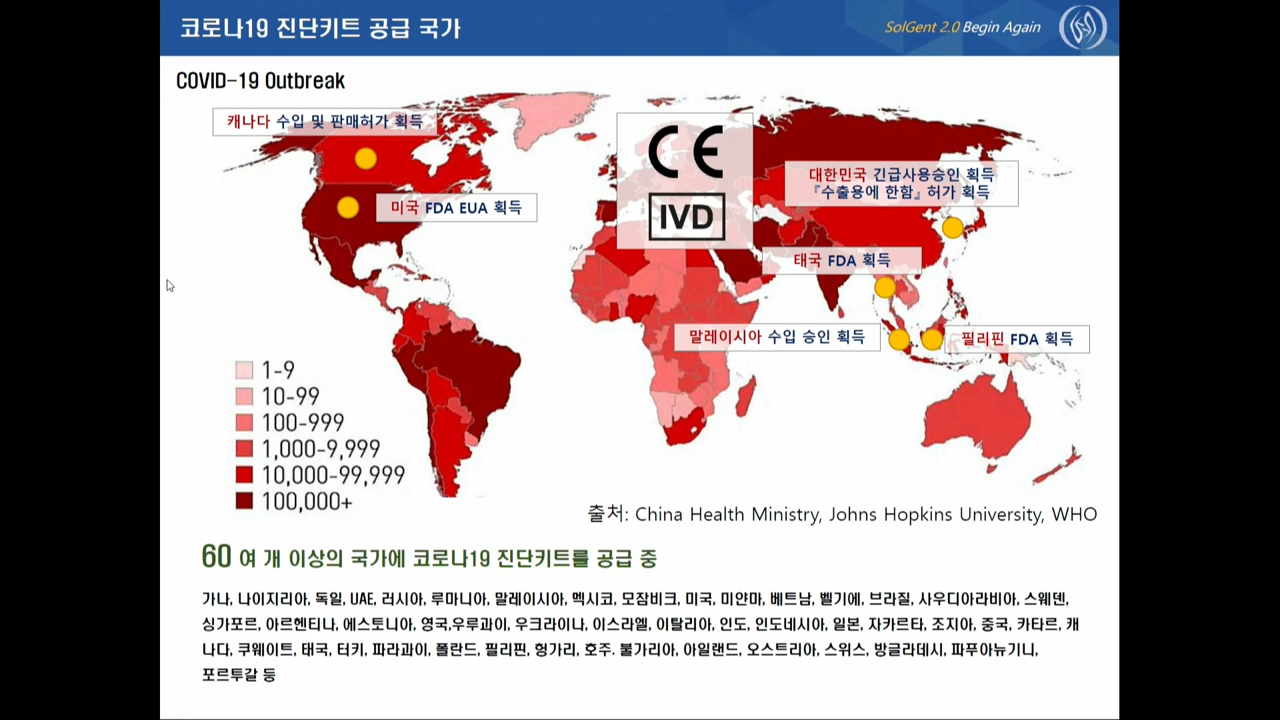 코로나19 진단키트 공급 국가
SolGent 2.0 Begin Again
COVID-19 Outbreak
캐나다 수입 및 판매허가 획득
CE
IVD
미국 FDA EUA 획득
대한민국 긴급사용승인 획득
『수출용에 한함』 허가 획득
태국 FDA 획득
말레이시아 수입 승인 획득
필리핀 FDA 획득
1-9
10-99
100-999
1,000-9,999
10,000-99,999
100,000+
출처: China Health Ministry, Johns Hopkins University, WHO
60 여 개 이상의 국가에 코로나19 진단키트를 공급 중
가나, 나이지리아, 독일, UAE, 러시아, 루마니아, 말레이시아, 멕시코, 모잠비크, 미국, 미얀마, 베트남, 벨기에, 브라질, 사우디아라비아, 스웨덴,
싱가포르, 아르헨티나, 에스토니아, 영국,우루과이, 우크라이나, 이스라엘, 이탈리아, 인도, 인도네시아, 일본, 자카르타, 조지아, 중국, 카타르, 캐
나다, 쿠웨이트, 태국, 터키, 파라과이, 폴란드, 필리핀, 헝가리, 호주. 불가리아, 아일랜드, 오스트리아, 스위스, 방글라데시, 파푸아뉴기니,
포르투갈 등